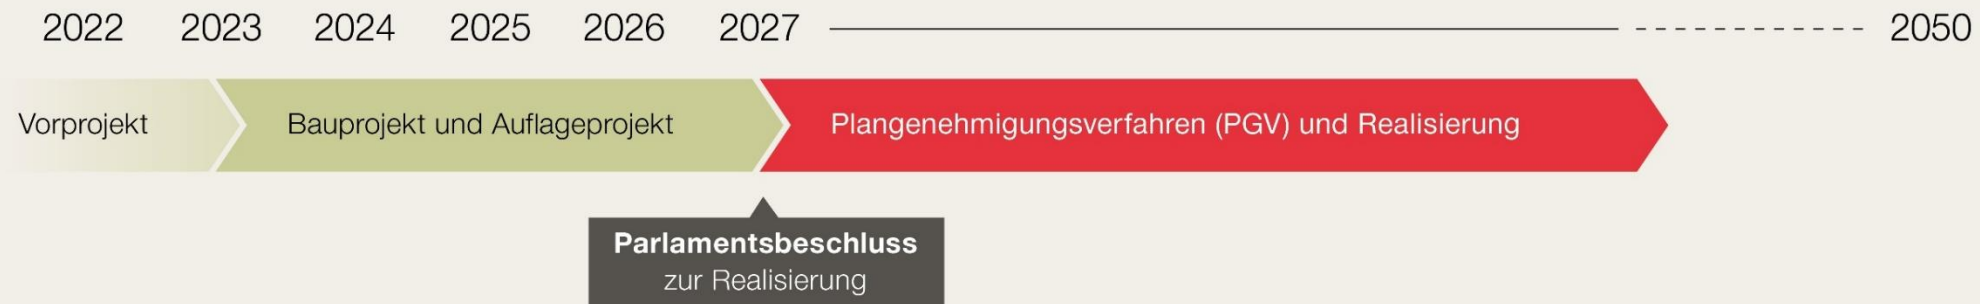 2022 2023 2024 2025 2026 2027 2050
Vorprojekt Bauprojekt und Auflageprojekt Plangenehmigungsverfahren (PGV) und Realisierung
Parlamentsbeschluss
zur Realisierung